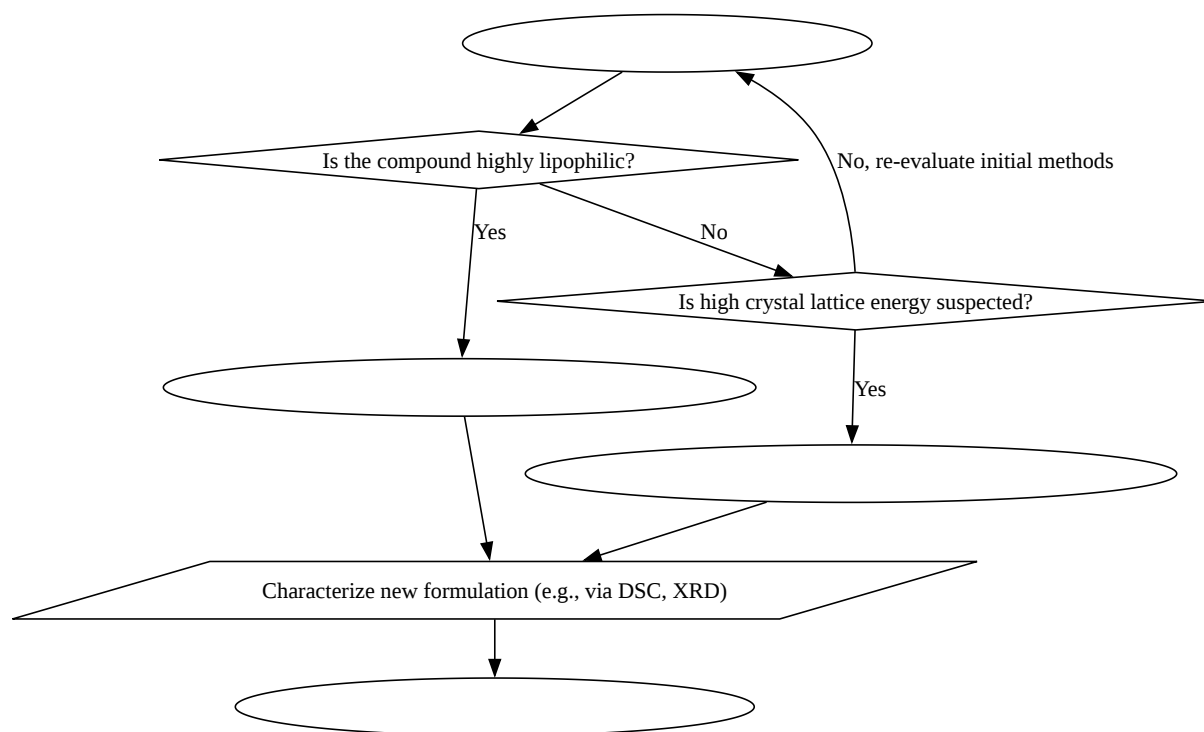 Is the compound highly lipophilic?
No, re-evaluate initial methods
Yes
No
Is high crystal lattice energy suspected?
Yes
Characterize new formulation (e.g., via DSC, XRD)